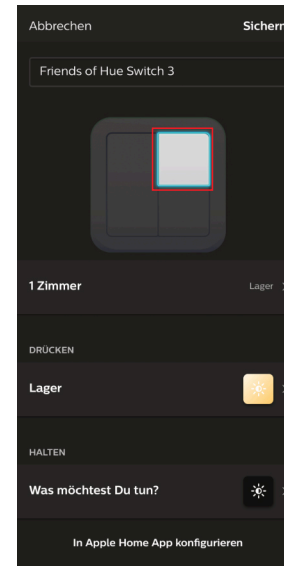 Abbrechen Sichern
Friends of Hue Switch 3
1 Zimmer Lager
DRÜCKEN
Lager
HALTEN
Was möchtest Du tun?
In Apple Home App konfigurieren